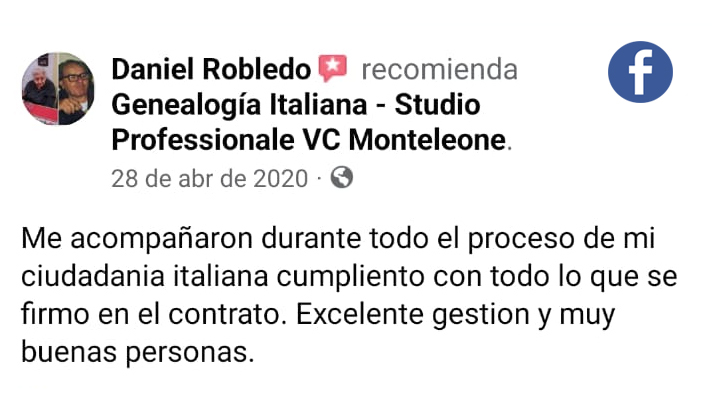 Daniel Robledo recomienda
Genealogía Italiana - Studio
Professionale VC Monteleone.
28 de abr de 2020 ·
Me acompañaron durante todo el proceso de mi
ciudadania italiana cumpliento con todo lo que se
firmo en el contrato. Excelente gestion y muy
buenas personas.